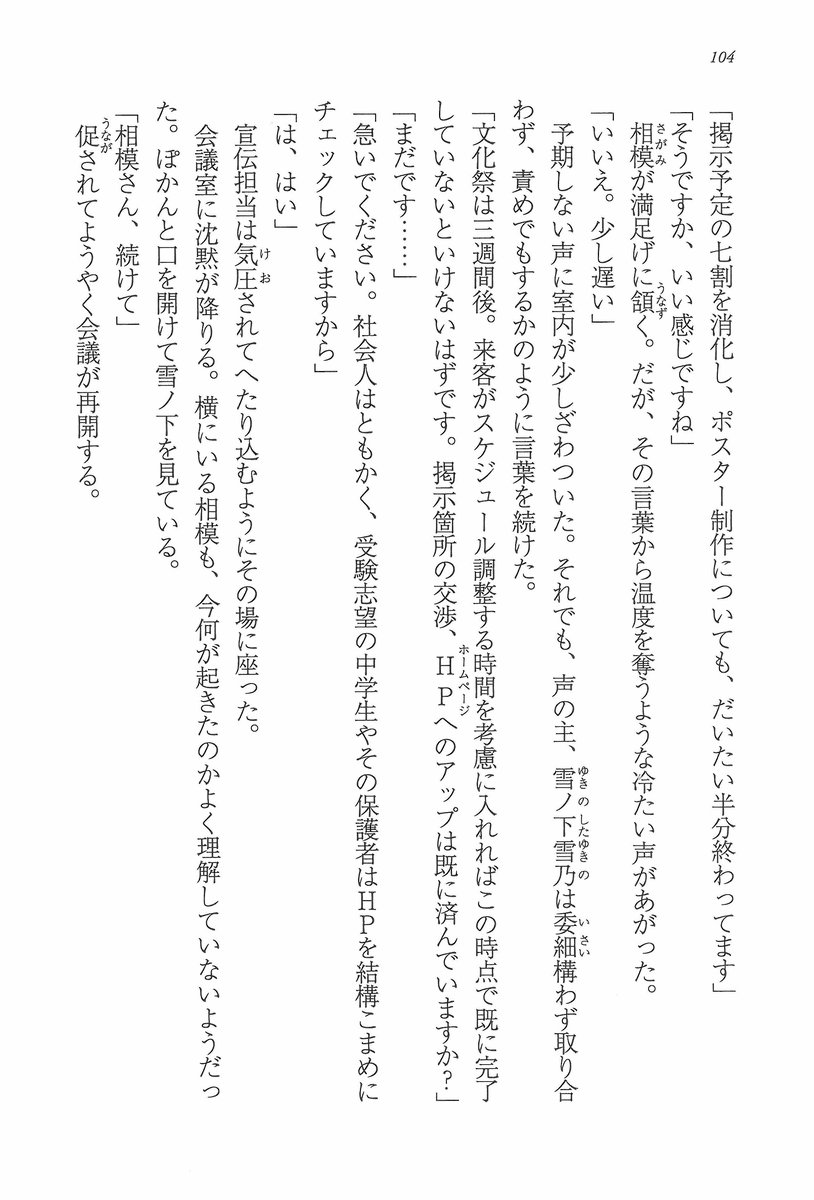 104
「掲示予定の七割を消化し、ポスター制作についても、だいたい半分終わってます」
「そうですか、いい感じですね」
相模が満足げに頷く。だが、その言葉から温度を奪うような冷たい声があがった。
「いいえ。少し遅い」
予期しない声に室内が少しざわついた。それでも、声の主、雪ノ下雪乃は委細構わず取り合
わず、責めでもするかのように言葉を続けた。
「文化祭は三週間後。来客がスケジュール調整する時間を考慮に入れればこの時点で既に完了
していないといけないはずです。掲示箇所の交渉、HPへのアップは既に済んでいますか?」
「まだです……」
「急いでください。社会人はともかく、受験志望の中学生やその保護者はHPを結構こまめに
チェックしていますから」
「は、はい」
宣伝担当は気圧されてへたり込むようにその場に座った。
会議室に沈黙が降りる。横にいる相模も、今何が起きたのかよく理解していないようだっ
た。ぽかんと口を開けて雪ノ下を見ている。
「相模さん、続けて」
促されてようやく会議が再開する。